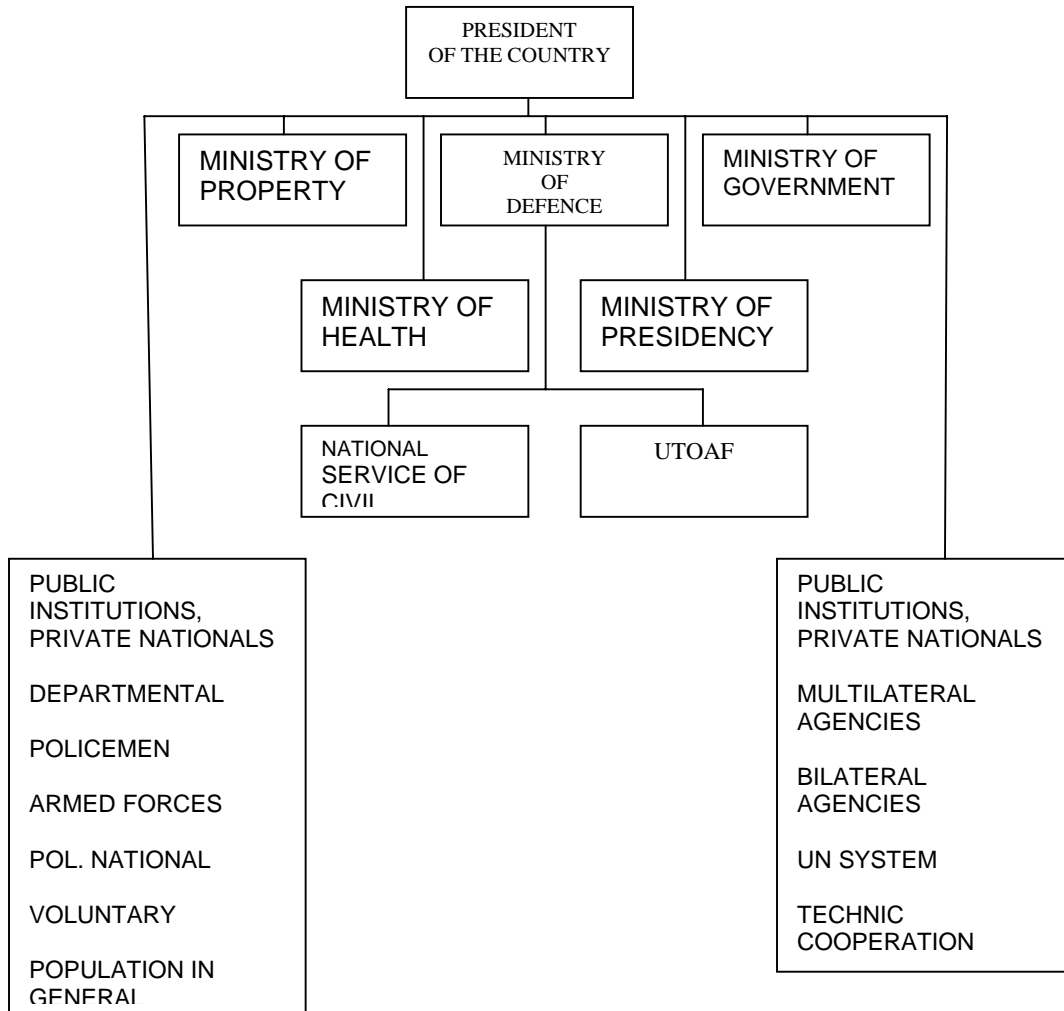 PRESIDENT
OF THE COUNTRY
MINISTRY OF
PROPERTY
MINISTRY
OF
DEFENCE
MINISTRY OF
GOVERNMENT
MINISTRY OF
HEALTH
MINISTRY OF
PRESIDENCY
NATIONAL
SERVICE OF
CIVIL
UTOAF
PUBLIC
INSTITUTIONS,
PRIVATE NATIONALS
DEPARTMENTAL
POLICEMEN
ARMED FORCES
POL. NATIONAL
VOLUNTARY
POPULATION IN
GENERAL
PUBLIC
INSTITUTIONS,
PRIVATE NATIONALS
MULTILATERAL
AGENCIES
BILATERAL
AGENCIES
UN SYSTEM
TECHNIC
COOPERATION